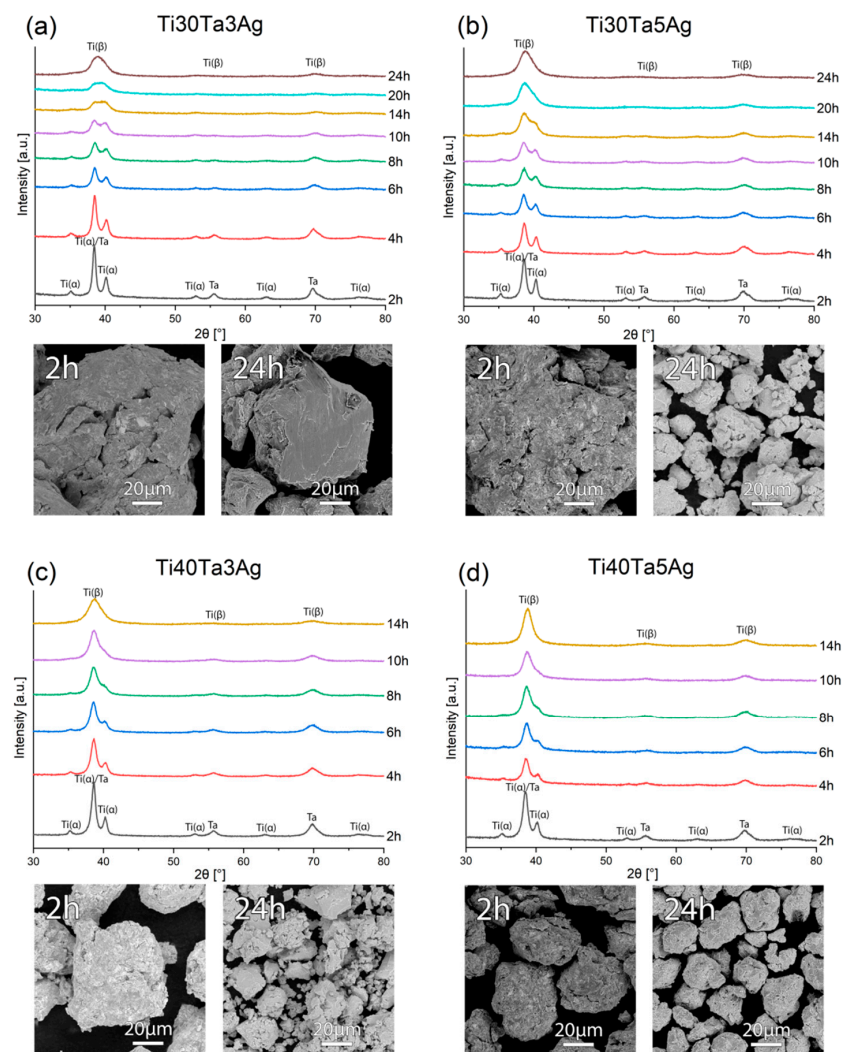 (a) Ti30Ta3Ag
Ti(β)
Ti(β)
Ti(β)
24h
20h
14h
10h
8h
6h
4h
Ti(α)/Ta
Ti(α)
Ti(α)
Ti(α)
Ta
Ti(α)
Ta
Ti(α)
2h
Intensity [a.u.]
30 40 50 60 70 80
2θ [°]
2h
20µm
24h
20µm
(b) Ti30Ta5Ag
Ti(β)
Ti(β)
Ti(β)
24h
20h
14h
10h
8h
6h
4h
Ti(α)/Ta
Ti(α)
Ti(α)
Ti(α)
Ta
Ti(α)
Ta
Ti(α)
2h
Intensity [a.u.]
30 40 50 60 70 80
2θ [°]
2h
20µm
24h
20µm
(c) Ti40Ta3Ag
Ti(β)
Ti(β)
Ti(β)
14h
10h
8h
6h
4h
Ti(α)/Ta
Ti(α)
Ti(α)
Ti(α)
Ta
Ti(α)
Ta
Ti(α)
2h
Intensity [a.u.]
30 40 50 60 70 80
2θ [°]
2h
20µm
24h
20µm
(d) Ti40Ta5Ag
Ti(β)
Ti(β)
Ti(β)
14h
10h
8h
6h
4h
Ti(α)/Ta
Ti(α)
Ti(α)
Ti(α)
Ta
Ti(α)
Ta
Ti(α)
2h
Intensity [a.u.]
30 40 50 60 70 80
2θ [°]
2h
20µm
24h
20µm